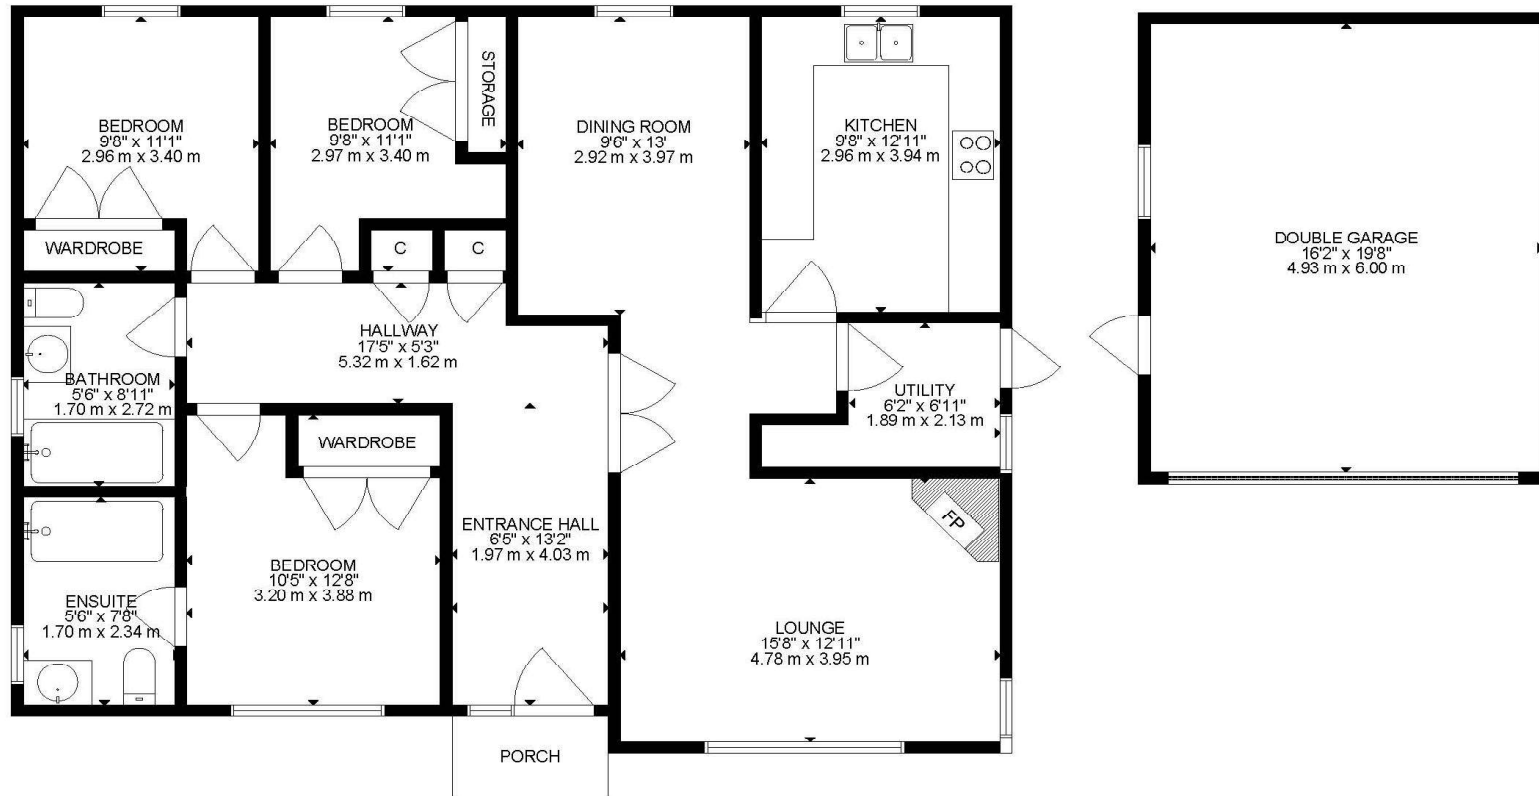 BEDROOM
9'8" x 11'1"
2.96 m x 3.40 m
WARDROBE
BEDROOM
9'8" x 11'1"
2.97 m x 3.40 m
STORAGE
C
C
DINING ROOM
9'6" x 13'
2.92 m x 3.97 m
KITCHEN
9'8" x 12'11"
2.96 m x 3.94 m
DOUBLE GARAGE
16'2" x 19'8"
4.93 m x 6.00 m
HALLWAY
17'5" x 5'3"
5.32 m x 1.62 m
BATHROOM
5'6" x 8'11"
1.70 m x 2.72 m
UTILITY
6'2" x 6'11"
1.89 m x 2.13 m
WARDROBE
ENTRANCE HALL
6'5" x 13'2"
1.97 m x 4.03 m
FP
BEDROOM
10'5" x 12'8"
3.20 m x 3.88 m
ENSUITE
5'6" x 7'8"
1.70 m x 2.34 m
LOUNGE
15'8" x 12'11"
4.78 m x 3.95 m
PORCH